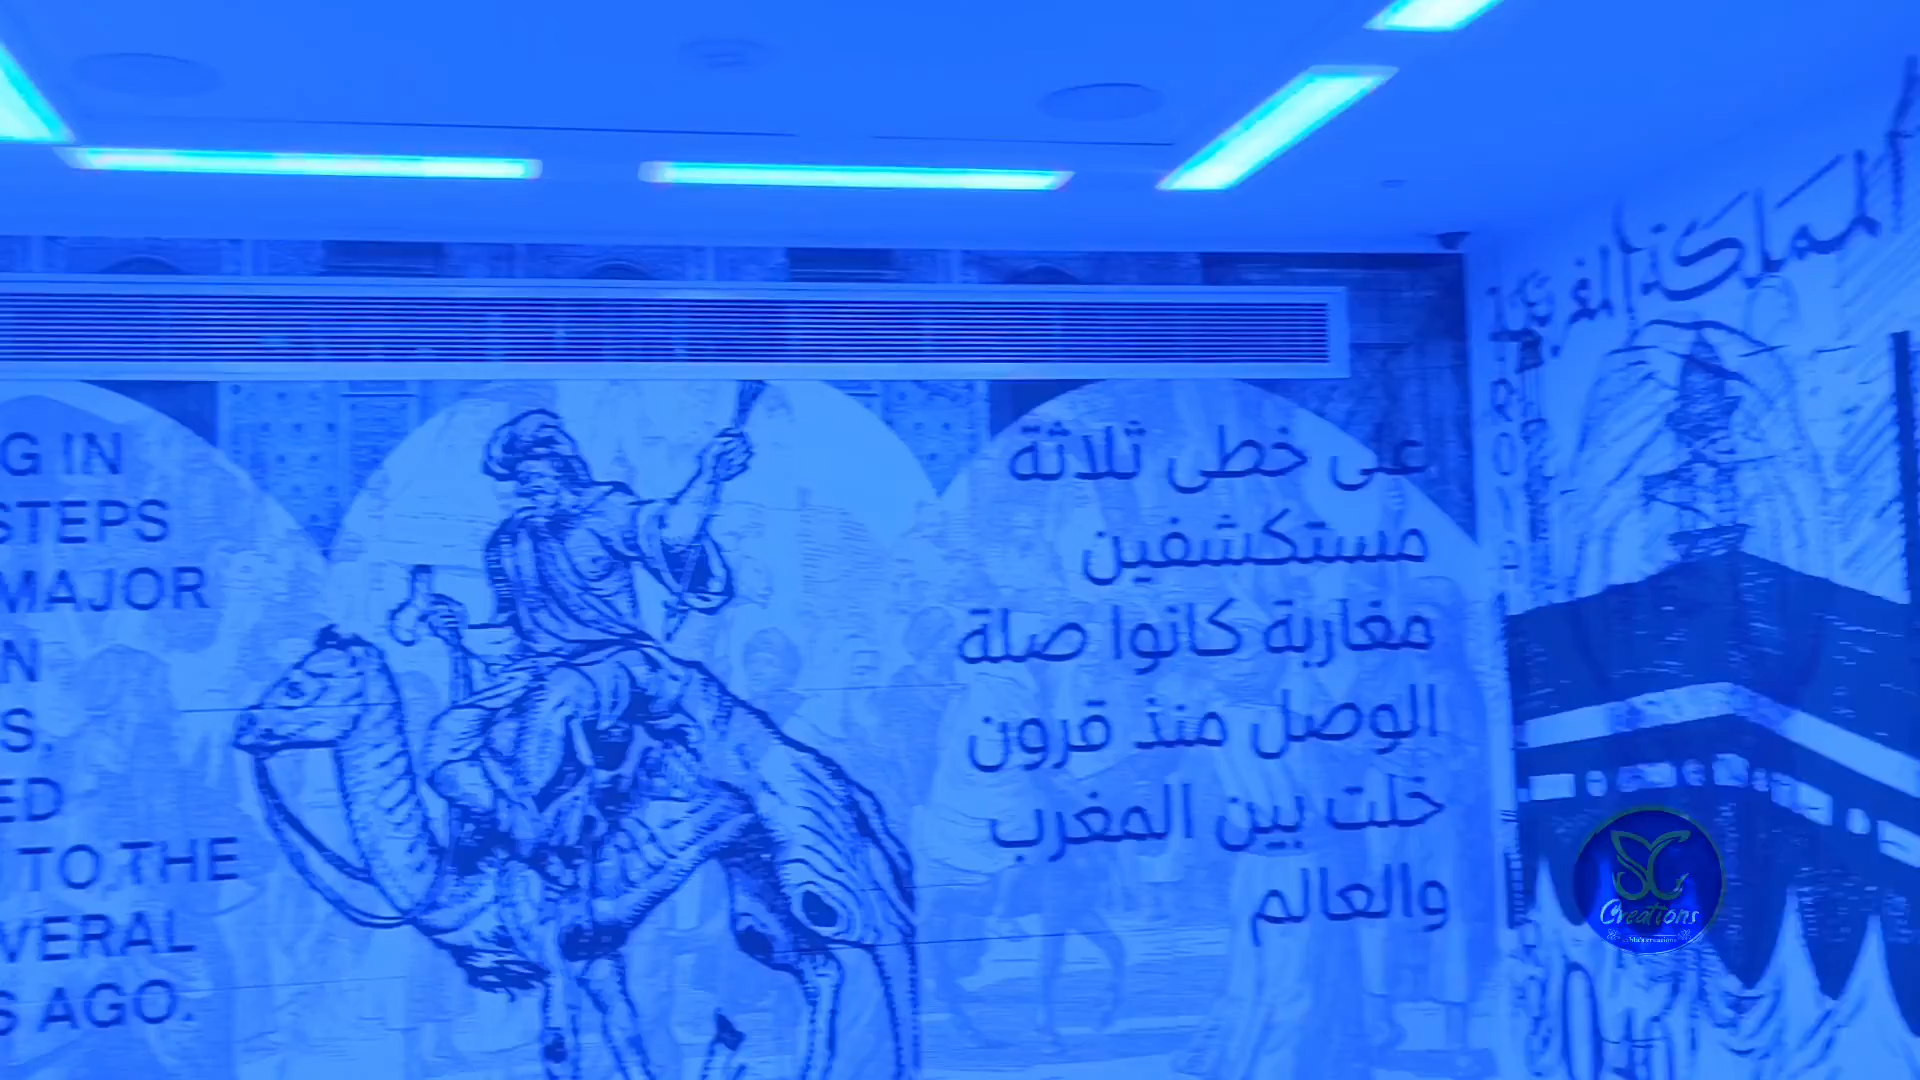 G IN
STEPS
MAJOR
N
S,
ED
TO THE
VERAL
S AGO.
على خطى ثلاثة
مستكشفين
مغاربة كانوا صلة
الوصل منذ قرون
خلت بين المغرب
والعالم
المملكة المغربية
SC
Creations